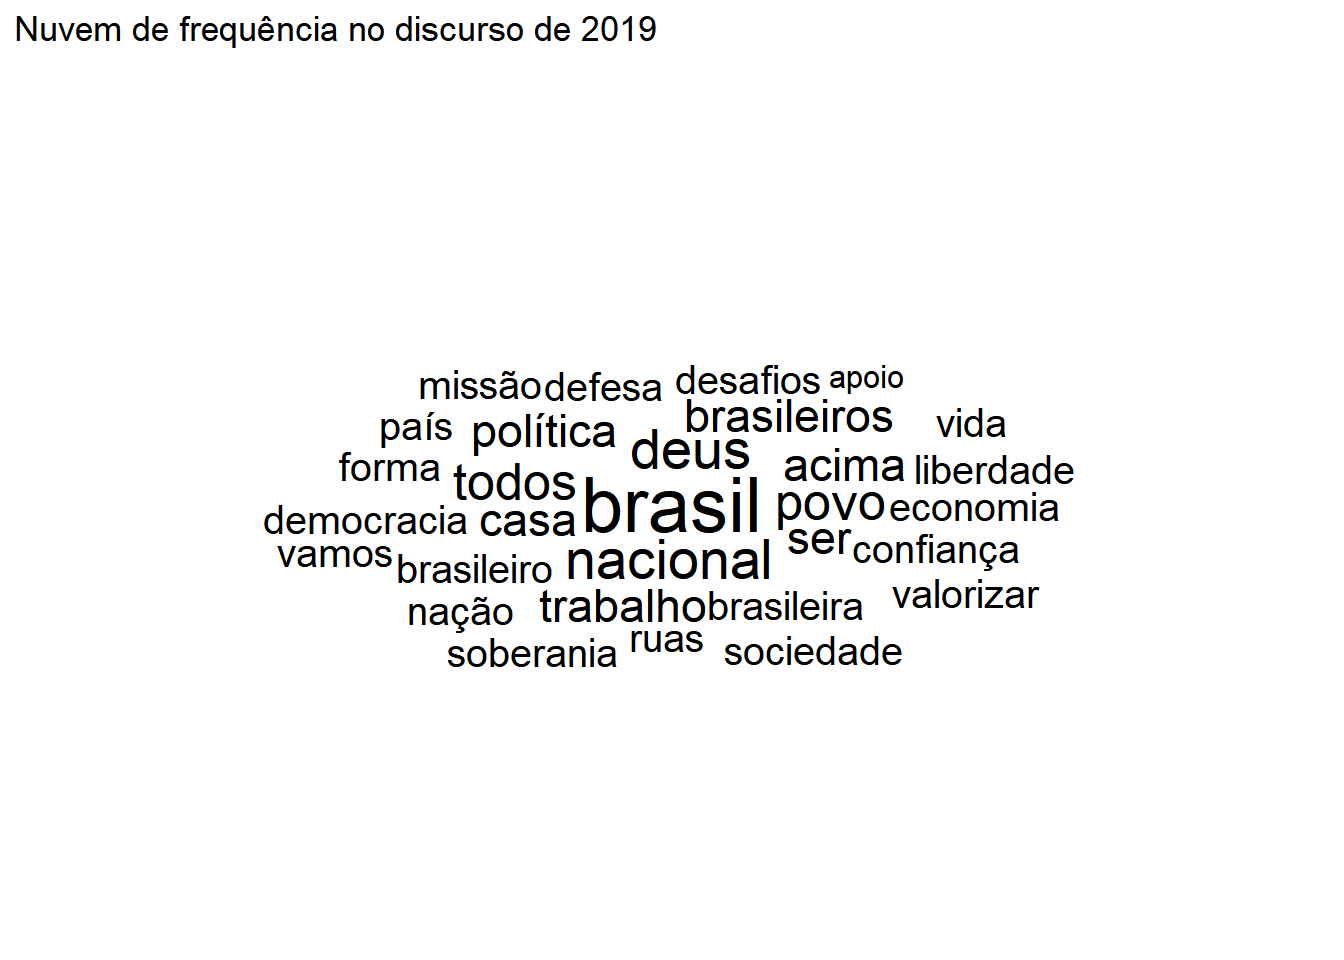 Nuvem de frequência no discurso de 2019
missão defesa desafios apoio
país política brasileiros vida
forma todos deus acima liberdade
democracia casa brasil povo economia
vamos brasileiro nacional ser confiança
nação trabalho brasileira valorizar
soberania ruas sociedade